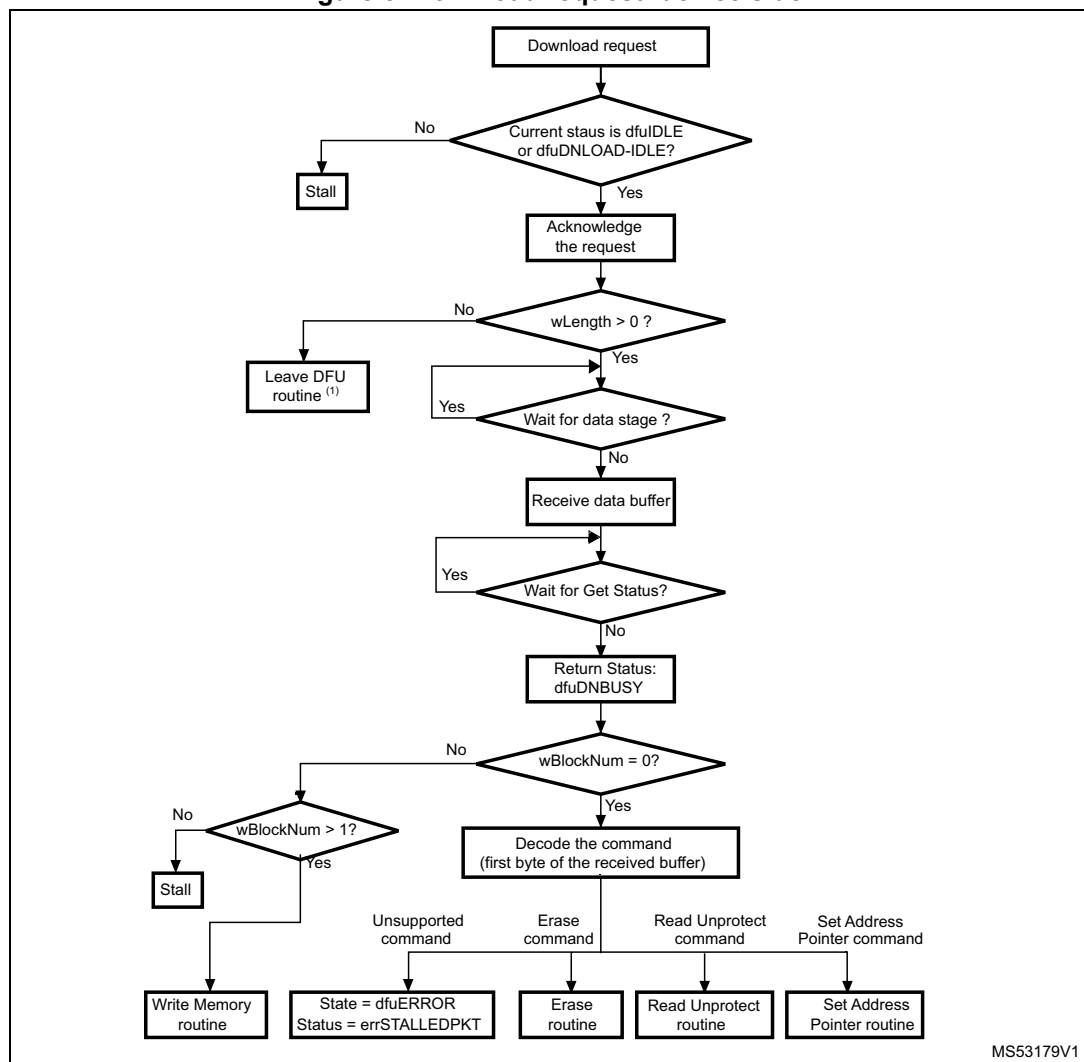 Download request
No
Current staus is dfuIDLE
or dfuDNLOAD-IDLE?
Stall
Yes
Acknowledge
the request
No
wLength > 0 ?
Yes
Leave DFU
routine (1)
Yes
Wait for data stage ?
No
Receive data buffer
Yes
Wait for Get Status?
No
Return Status:
dfuDNBUSY
No
wBlockNum = 0?
Yes
No
wBlockNum > 1?
Yes
Stall
Decode the command
(first byte of the received buffer)
Unsupported
command
Erase
command
Read Unprotect
command
Set Address
Pointer command
Write Memory
routine
State = dfuERROR
Status = errSTALLEDPKT
Erase
routine
Read Unprotect
routine
Set Address
Pointer routine
MS53179V1